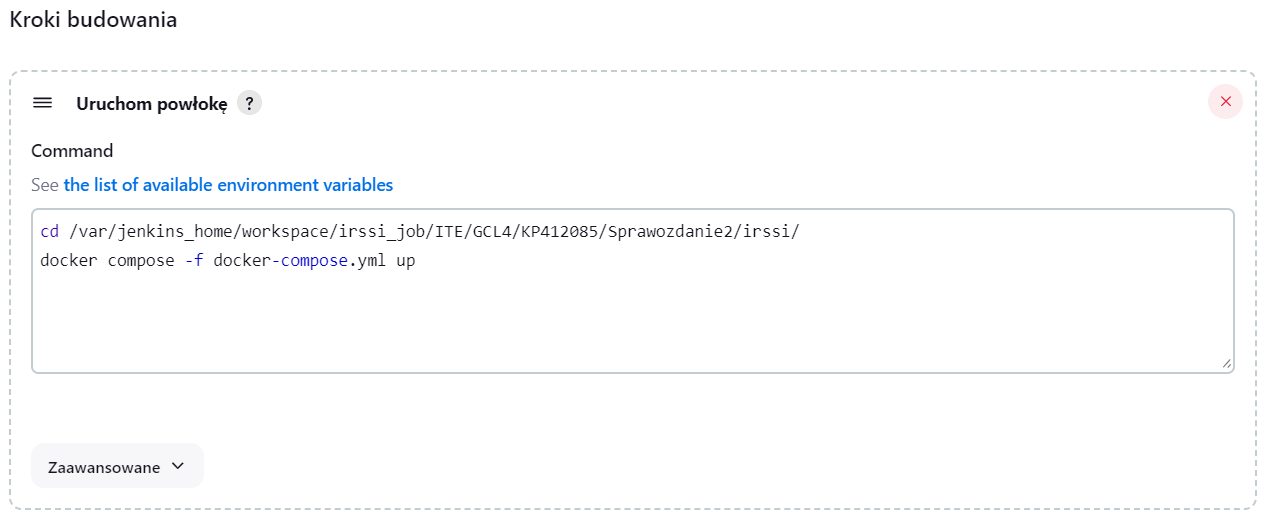 Kroki budowania
Uruchom powłokę ?
Command
See the list of available environment variables
cd /var/jenkins_home/workspace/irssi_job/ITE/GCL4/KP412085/Sprawozdanie2/irssi/
docker compose -f docker-compose.yml up
Zaawansowane